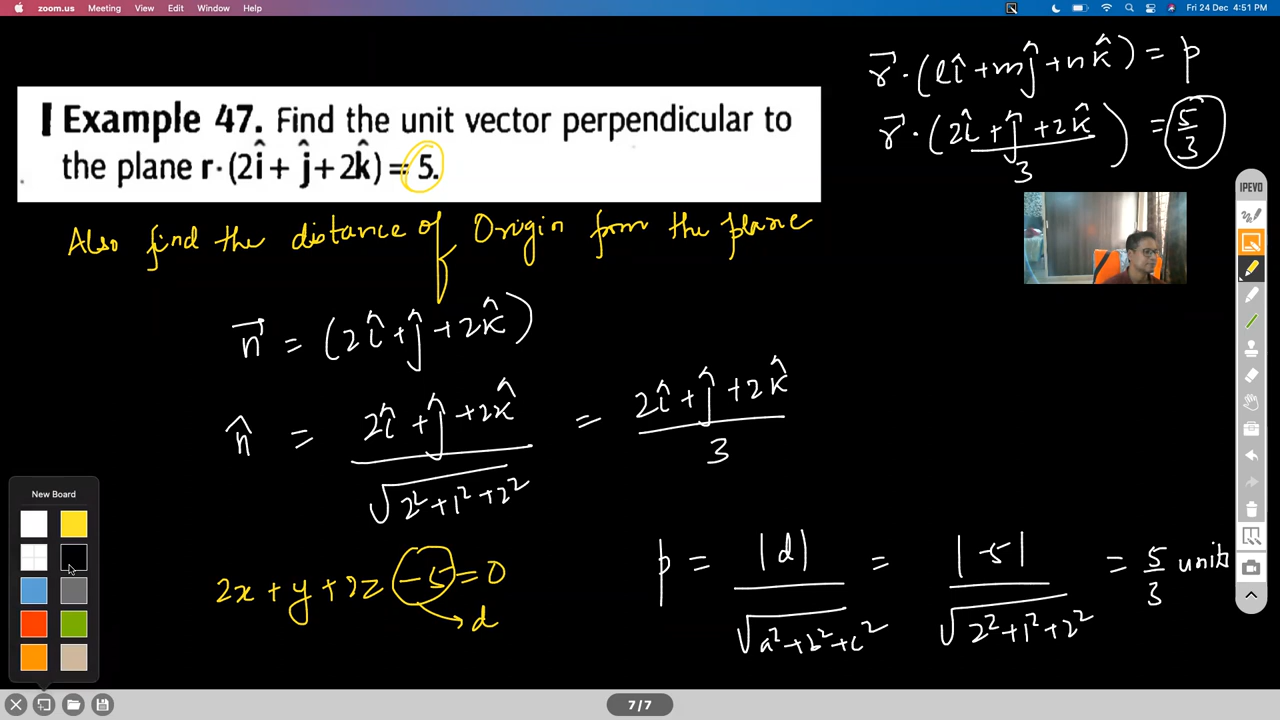 zoom.us Meeting View Edit Window Help Fri 24 Dec 4:51 PM
r⃗·(lî+mĵ+nk̂) = p
r⃗·(2î+ĵ+2k̂ / 3) = 5/3
Example 47. Find the unit vector perpendicular to
the plane r·(2î+ĵ+2k̂)=5.
Also find the distance of Origin from the plane
n⃗ = (2î+ĵ+2k̂)
n̂ = 2î+ĵ+2k̂ / √2²+1²+2² = 2î+ĵ+2k̂ / 3
2x+y+2z-5=0
d
p = |d| / √a²+b²+c² = |-5| / √2²+1²+2² = 5/3 units
IPEVO
New Board
7/7